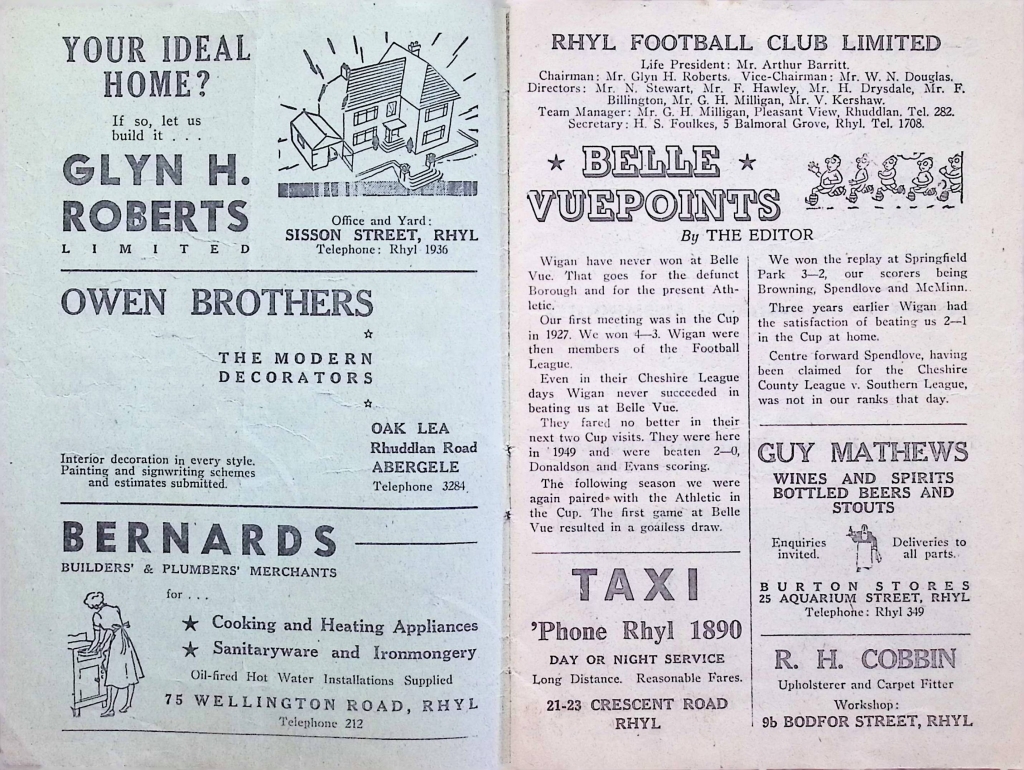 YOUR IDEAL
HOME?
If so, let us
build it . . .
GLYN H.
ROBERTS
LIMITED
Office and Yard:
SISSON STREET, RHYL
Telephone: Rhyl 1936
OWEN BROTHERS
THE MODERN
DECORATORS
OAK LEA
Rhuddlan Road
ABERGELE
Telephone 3284
Interior decoration in every style.
Painting and signwriting schemes
and estimates submitted.
BERNARDS
BUILDERS' & PLUMBERS' MERCHANTS
for . . .
★ Cooking and Heating Appliances
★ Sanitaryware and Ironmongery
Oil-fired Hot Water Installations Supplied
75 WELLINGTON ROAD, RHYL
Telephone 212
RHYL FOOTBALL CLUB LIMITED
Life President: Mr. Arthur Barritt.
Chairman: Mr. Glyn H. Roberts. Vice-Chairman: Mr. W. N. Douglas.
Directors: Mr. N. Stewart, Mr. F. Hawley, Mr. H. Drysdale, Mr. F.
Billington, Mr. G. H. Milligan, Mr. V. Kershaw.
Team Manager: Mr. G. H. Milligan, Pleasant View, Rhuddlan. Tel. 282.
Secretary: H. S. Foulkes, 5 Balmoral Grove, Rhyl. Tel. 1708.
★ BELLE ★
VUEPOINTS
By THE EDITOR
Wigan have never won at Belle
Vue. That goes for the defunct
Borough and for the present Ath-
letic.
Our first meeting was in the Cup
in 1927. We won 4—3. Wigan were
then members of the Football
League.
Even in their Cheshire League
days Wigan never succeeded in
beating us at Belle Vue.
They fared no better in their
next two Cup visits. They were here
in 1949 and were beaten 2—0,
Donaldson and Evans scoring.
The following season we were
again paired with the Athletic in
the Cup. The first game at Belle
Vue resulted in a goalless draw.
We won the replay at Springfield
Park 3—2, our scorers being
Browning, Spendlove and McMinn.
Three years earlier Wigan had
the satisfaction of beating us 2—1
in the Cup at home.
Centre forward Spendlove, having
been claimed for the Cheshire
County League v. Southern League,
was not in our ranks that day.
TAXI
'Phone Rhyl 1890
DAY OR NIGHT SERVICE
Long Distance. Reasonable Fares.
21-23 CRESCENT ROAD
RHYL
GUY MATHEWS
WINES AND SPIRITS
BOTTLED BEERS AND
STOUTS
Enquiries
invited.
Deliveries to
all parts.
BURTON STORES
25 AQUARIUM STREET, RHYL
Telephone: Rhyl 349
R. H. COBBIN
Upholsterer and Carpet Fitter
Workshop:
9b BODFOR STREET, RHYL